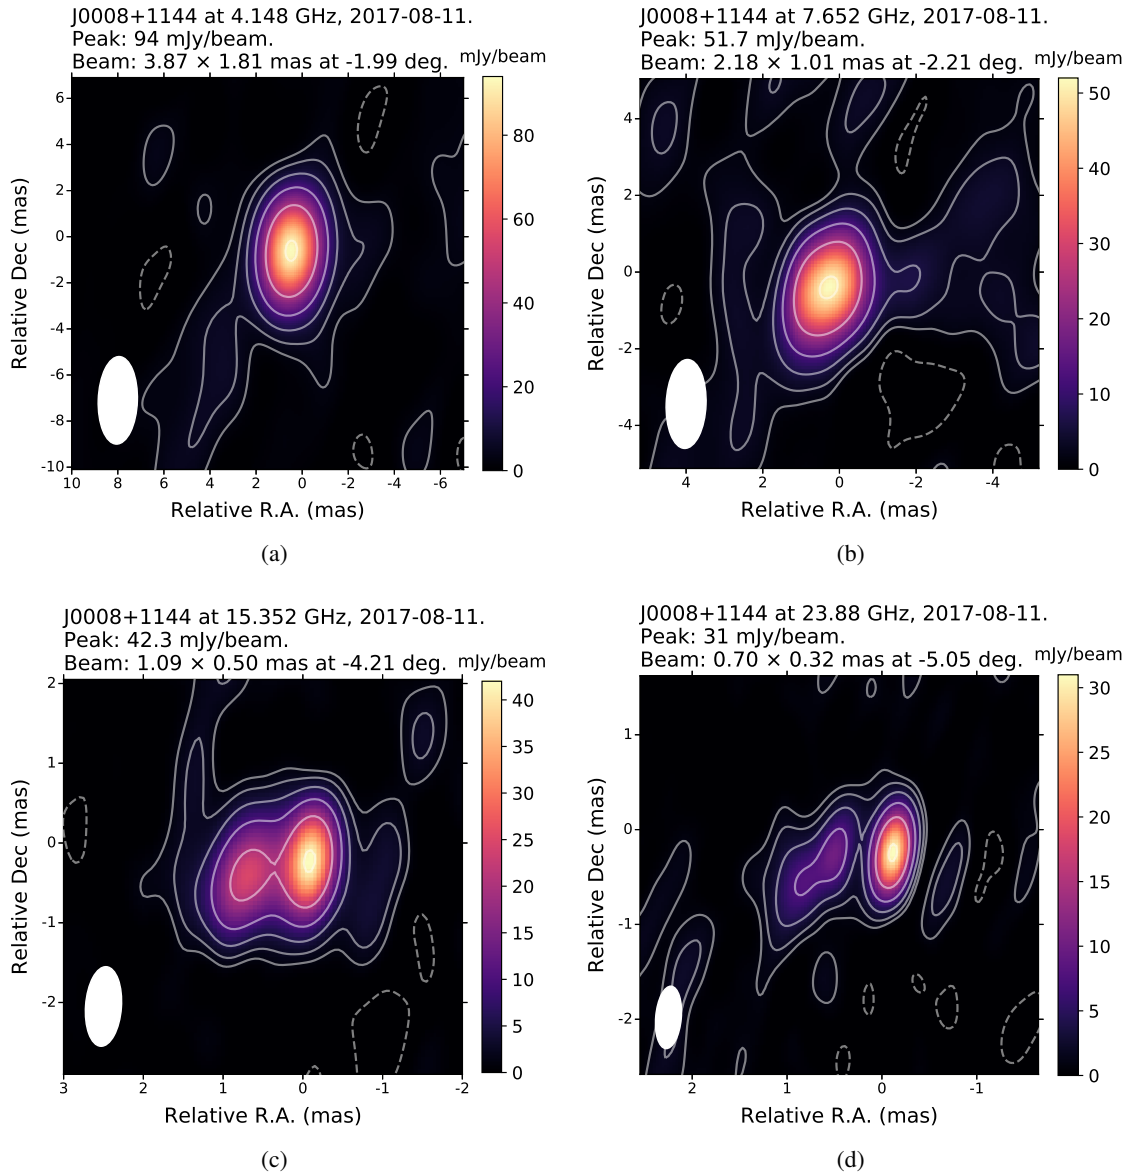 J0008+1144 at 4.148 GHz, 2017-08-11.
Peak: 94 mJy/beam.
Beam: 3.87 × 1.81 mas at -1.99 deg.
mJy/beam
6
4
2
0
-2
-4
-6
-8
-10
Relative Dec (mas)
10 8 6 4 2 0 -2 -4 -6
Relative R.A. (mas)
80
60
40
20
0
(a)
J0008+1144 at 7.652 GHz, 2017-08-11.
Peak: 51.7 mJy/beam.
Beam: 2.18 × 1.01 mas at -2.21 deg.
mJy/beam
4
2
0
-2
-4
Relative Dec (mas)
4 2 0 -2 -4
Relative R.A. (mas)
50
40
30
20
10
0
(b)
J0008+1144 at 15.352 GHz, 2017-08-11.
Peak: 42.3 mJy/beam.
Beam: 1.09 × 0.50 mas at -4.21 deg.
mJy/beam
2
1
0
-1
-2
Relative Dec (mas)
3 2 1 0 -1 -2
Relative R.A. (mas)
40
35
30
25
20
15
10
5
0
(c)
J0008+1144 at 23.88 GHz, 2017-08-11.
Peak: 31 mJy/beam.
Beam: 0.70 × 0.32 mas at -5.05 deg.
mJy/beam
1
0
-1
-2
Relative Dec (mas)
2 1 0 -1
Relative R.A. (mas)
30
25
20
15
10
5
0
(d)